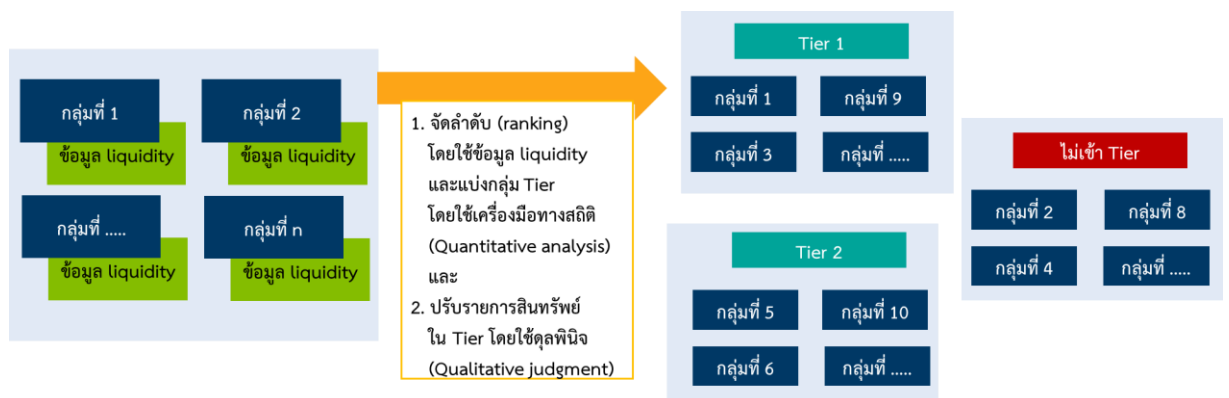 กลุ่มที่ 1
ข้อมูล liquidity
กลุ่มที่ 2
ข้อมูล liquidity
กลุ่มที่ .....
ข้อมูล liquidity
กลุ่มที่ n
ข้อมูล liquidity
1. จัดลำดับ (ranking)
โดยใช้ข้อมูล liquidity
และแบ่งกลุ่ม Tier
โดยใช้เครื่องมือทางสถิติ
(Quantitative analysis)
และ
2. ปรับรายการสินทรัพย์
ใน Tier โดยใช้ดุลพินิจ
(Qualitative judgment)
Tier 1
กลุ่มที่ 1
กลุ่มที่ 9
กลุ่มที่ 3
กลุ่มที่ .....
Tier 2
กลุ่มที่ 5
กลุ่มที่ 10
กลุ่มที่ 6
กลุ่มที่ .....
ไม่เข้า Tier
กลุ่มที่ 2
กลุ่มที่ 8
กลุ่มที่ 4
กลุ่มที่ .....